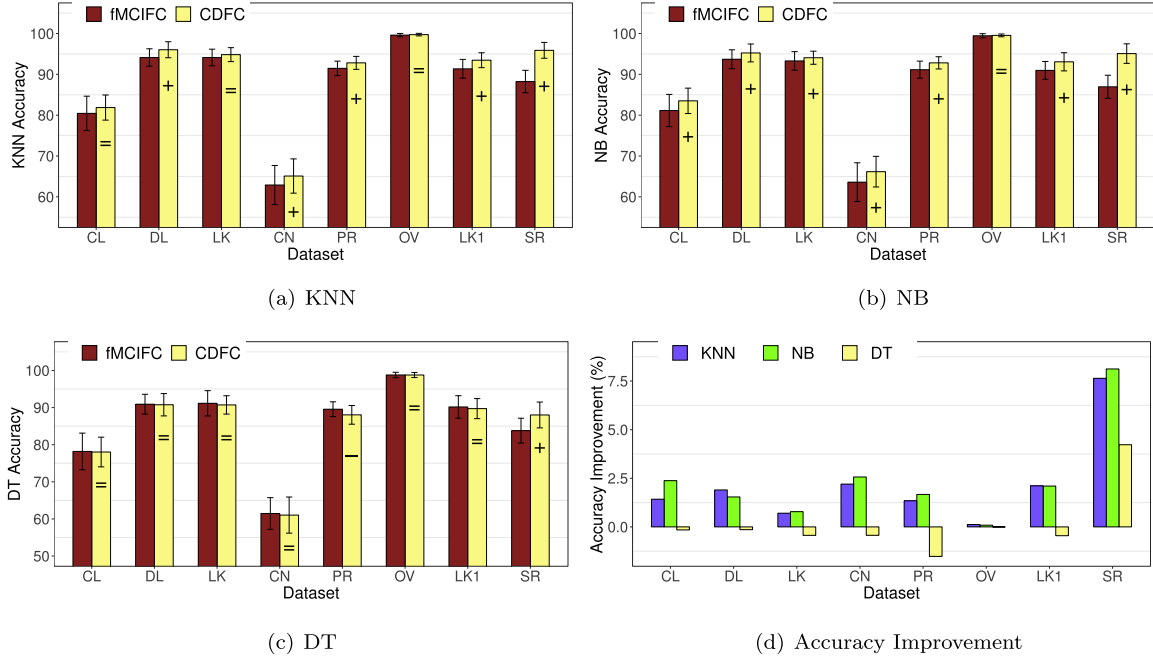 fMCIFC CDFC
KNN Accuracy
100
90
80
70
60
= + = + + = + +
CL DL LK CN PR OV LK1 SR
Dataset
(a) KNN
fMCIFC CDFC
NB Accuracy
100
90
80
70
60
+ + + + + = + +
CL DL LK CN PR OV LK1 SR
Dataset
(b) NB
fMCIFC CDFC
DT Accuracy
100
90
80
70
60
50
= = = = − = = +
CL DL LK CN PR OV LK1 SR
Dataset
(c) DT
KNN NB DT
Accuracy Improvement (%)
7.5
5.0
2.5
0.0
CL DL LK CN PR OV LK1 SR
Dataset
(d) Accuracy Improvement